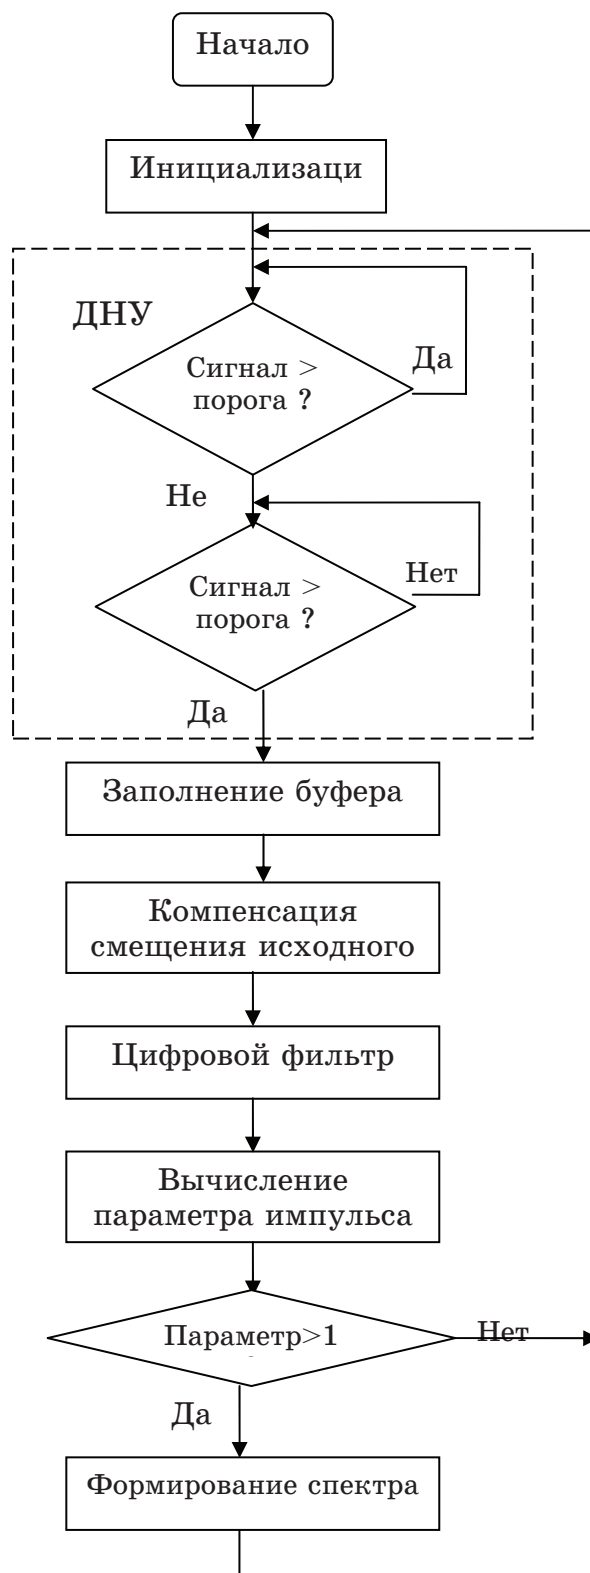 Начало
Инициализаци
ДНУ
Сигнал >
порога ?
Да
Не
Сигнал >
порога ?
Нет
Да
Заполнение буфера
Компенсация
смещения исходного
Цифровой фильтр
Вычисление
параметра импульса
Параметр>1
Нет
Да
Формирование спектра